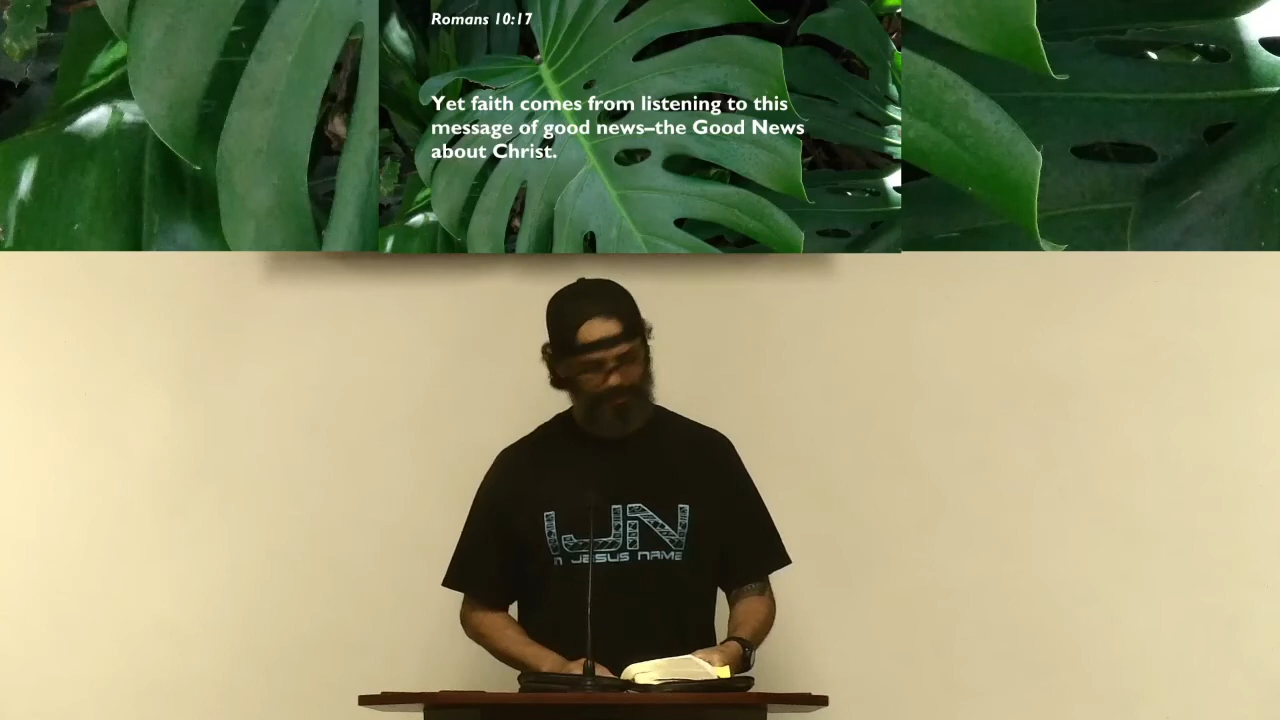 Romans 10:17
Yet faith comes from listening to this
message of good news–the Good News
about Christ.
IJN
n JESUS NAME